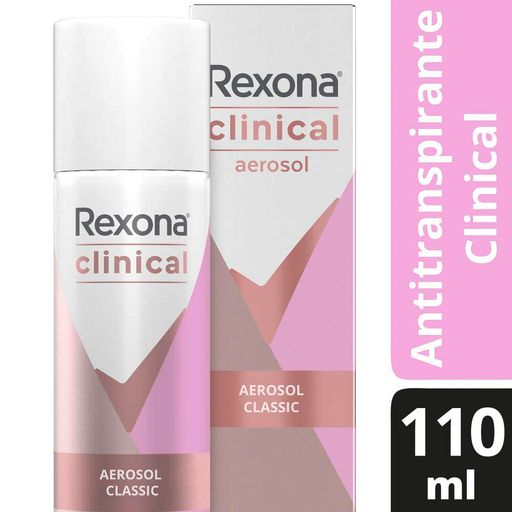 Rexona®
clinical
AEROSOL
CLASSIC
Rexona®
clinical
aerosol
AEROSOL
CLASSIC
Antitranspirante
Clinical
110
ml